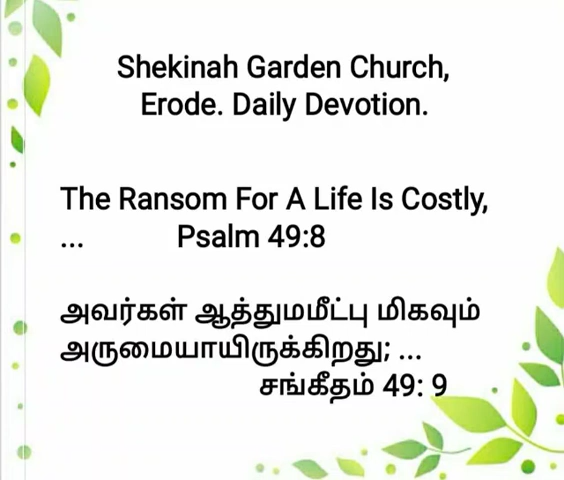 Shekinah Garden Church,
Erode. Daily Devotion.
The Ransom For A Life Is Costly,
... Psalm 49:8
அவர்கள் ஆத்துமமீட்பு மிகவும்
அருமையாயிருக்கிறது; ...
சங்கீதம் 49: 9